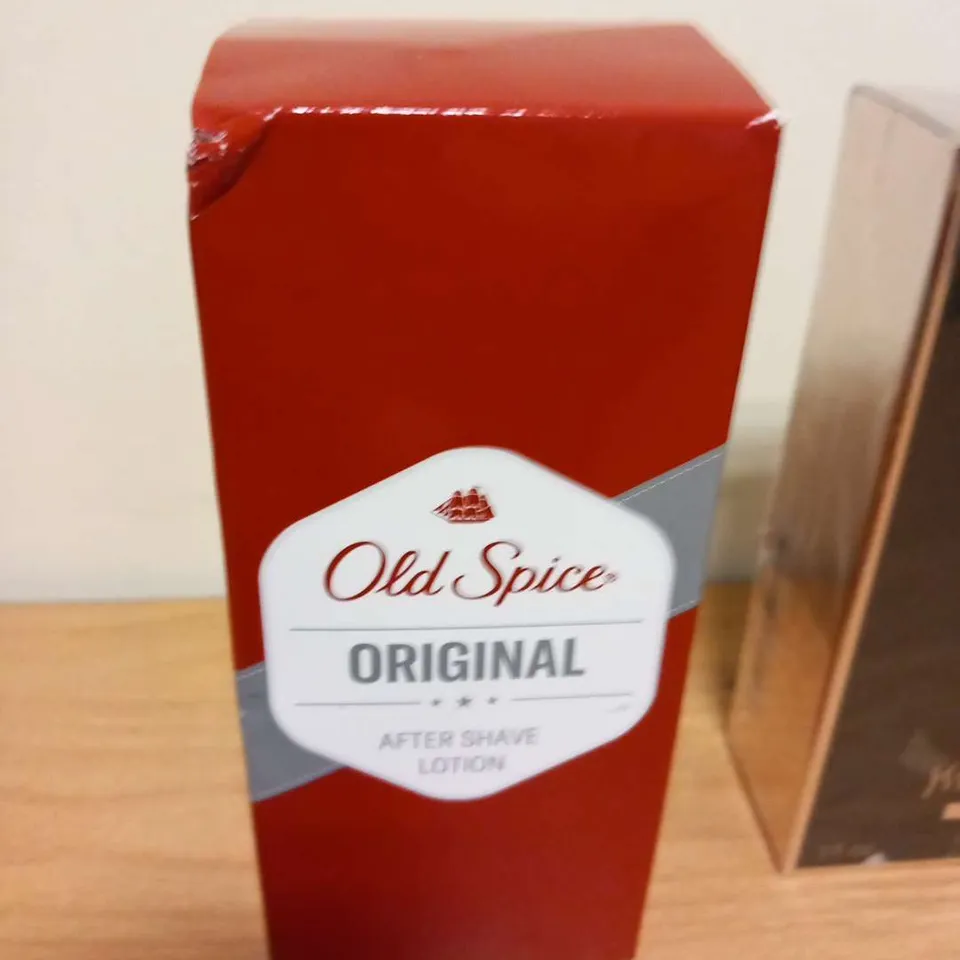 Old Spice®
ORIGINAL
AFTER SHAVE
LOTION